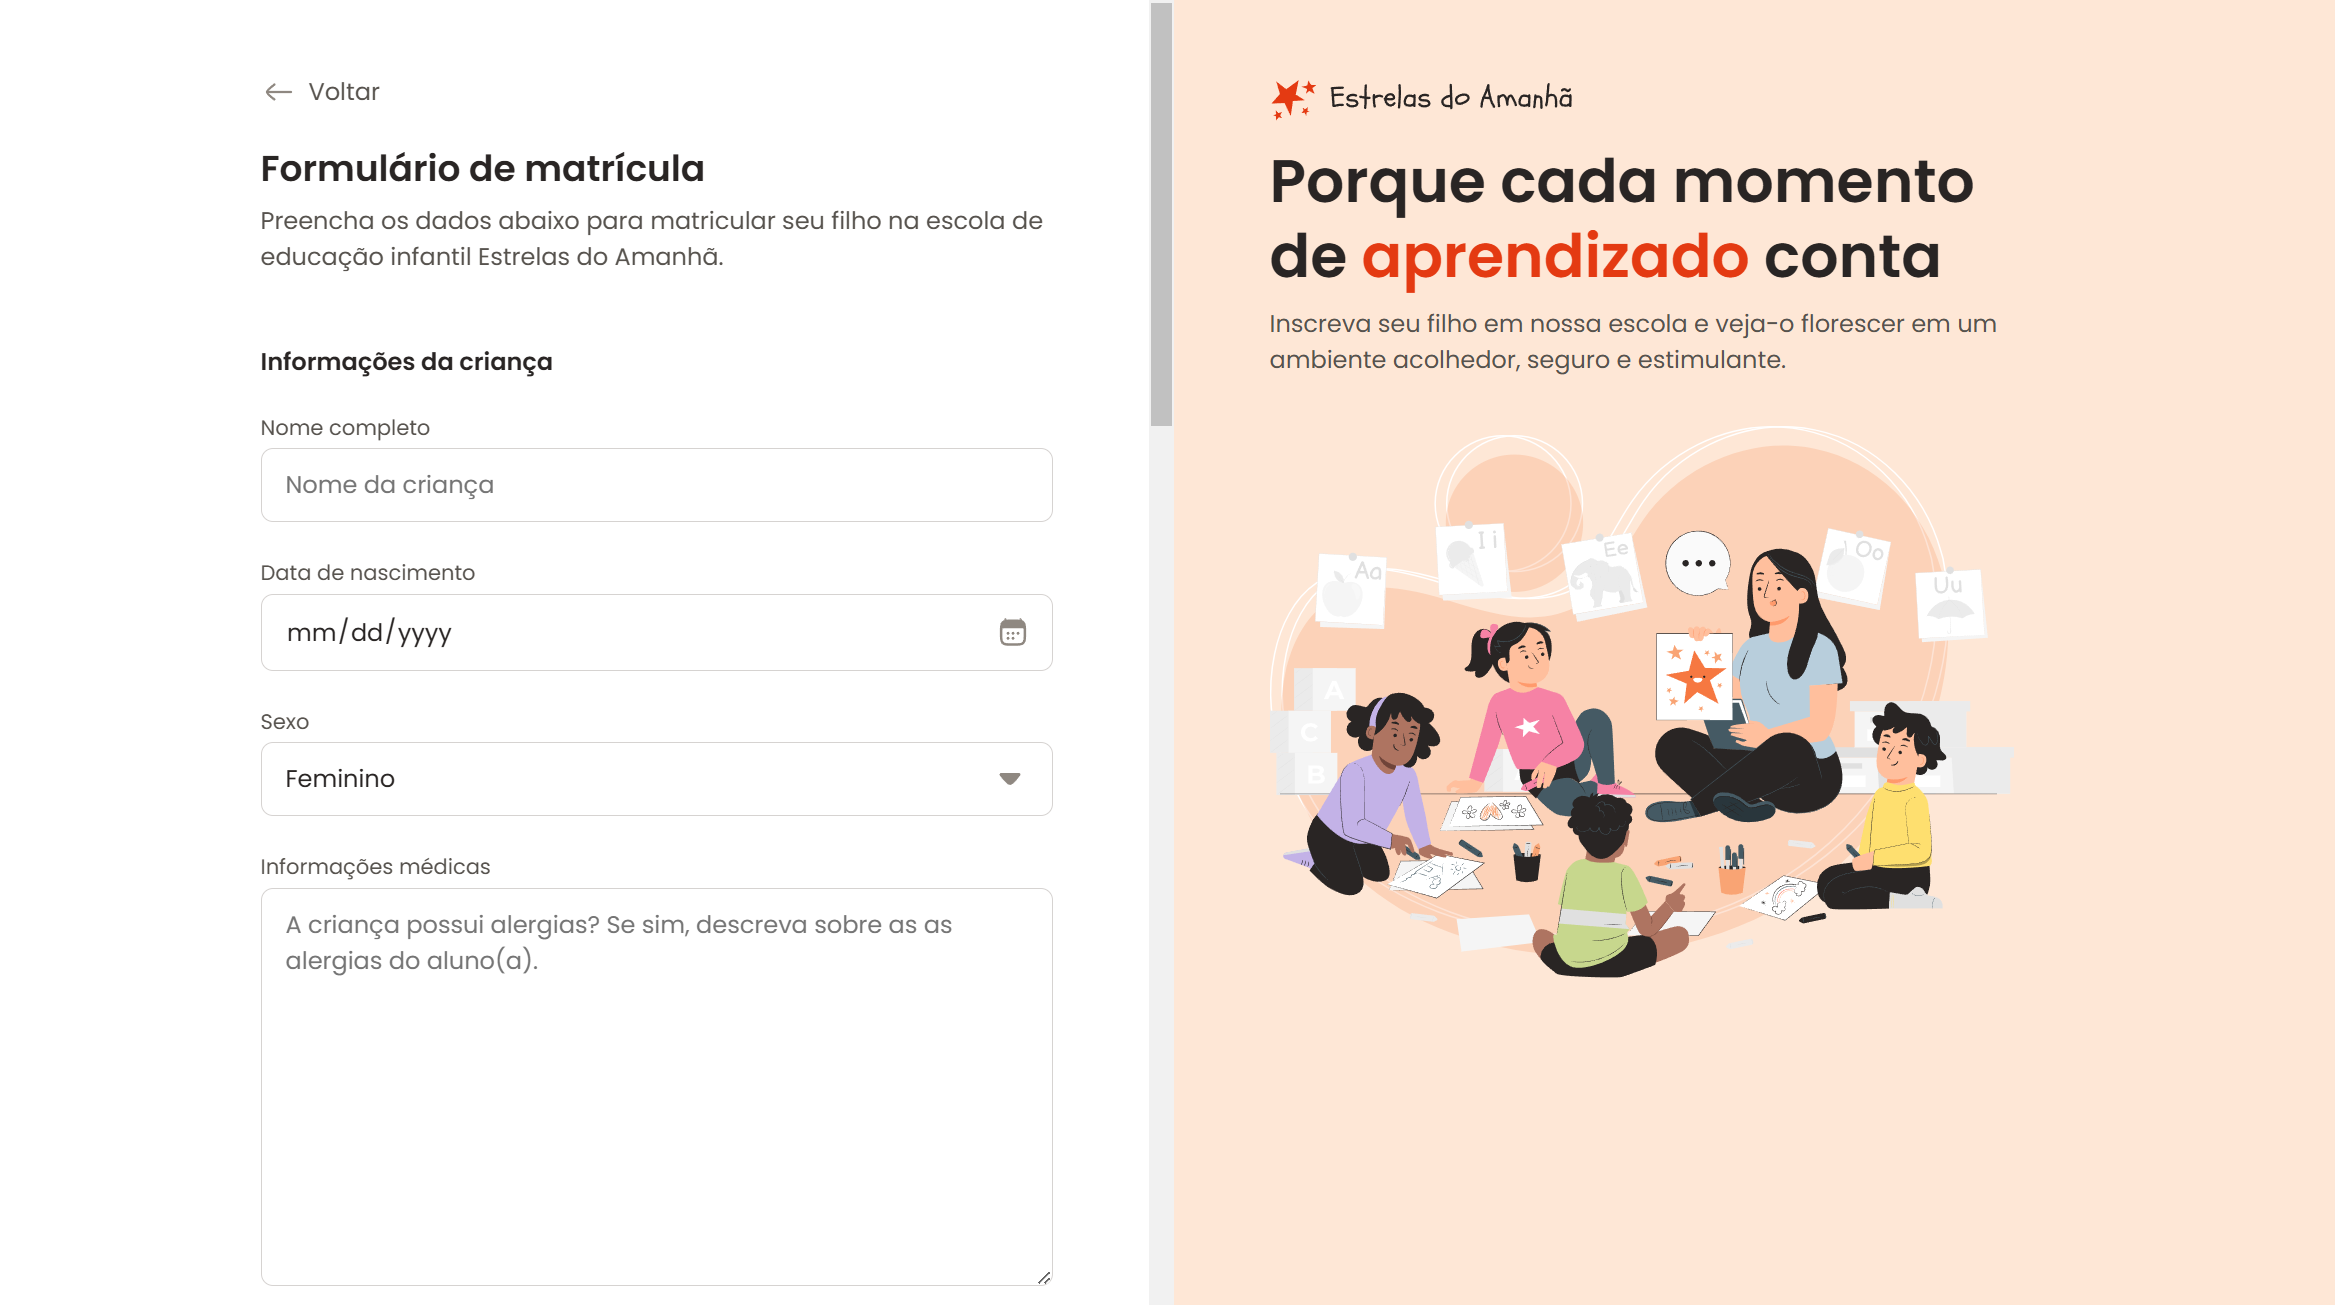 Voltar
Formulário de matrícula
Preencha os dados abaixo para matricular seu filho na escola de
educação infantil Estrelas do Amanhã.
Informações da criança
Nome completo
Nome da criança
Data de nascimento
mm/dd/yyyy
Sexo
Feminino
Informações médicas
A criança possui alergias? Se sim, descreva sobre as as
alergias do aluno(a).
Estrelas do Amanhã
Porque cada momento
de aprendizado conta
Inscreva seu filho em nossa escola e veja-o florescer em um
ambiente acolhedor, seguro e estimulante.
Aa
I i
Ee
Oo
Uu
A
C
B